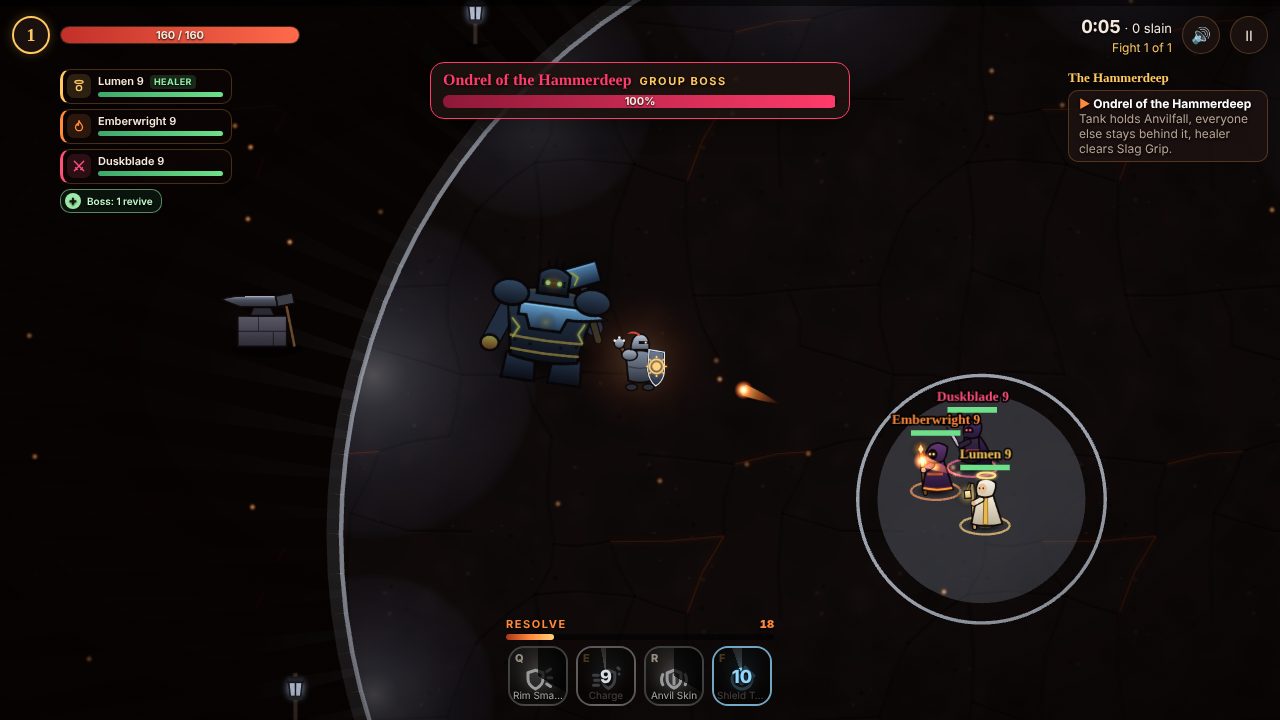 1
160 / 160
0:05 · 0 slain
Fight 1 of 1
Lumen 9 HEALER
Emberwright 9
Duskblade 9
Boss: 1 revive
Ondrel of the Hammerdeep GROUP BOSS
100%
The Hammerdeep
Ondrel of the Hammerdeep
Tank holds Anvilfall, everyone
else stays behind it, healer
clears Slag Grip.
Duskblade 9
Emberwright 9
Lumen 9
RESOLVE 18
Q
Rim Sma...
E
9
Charge
R
Anvil Skin
F
10
Shield T...